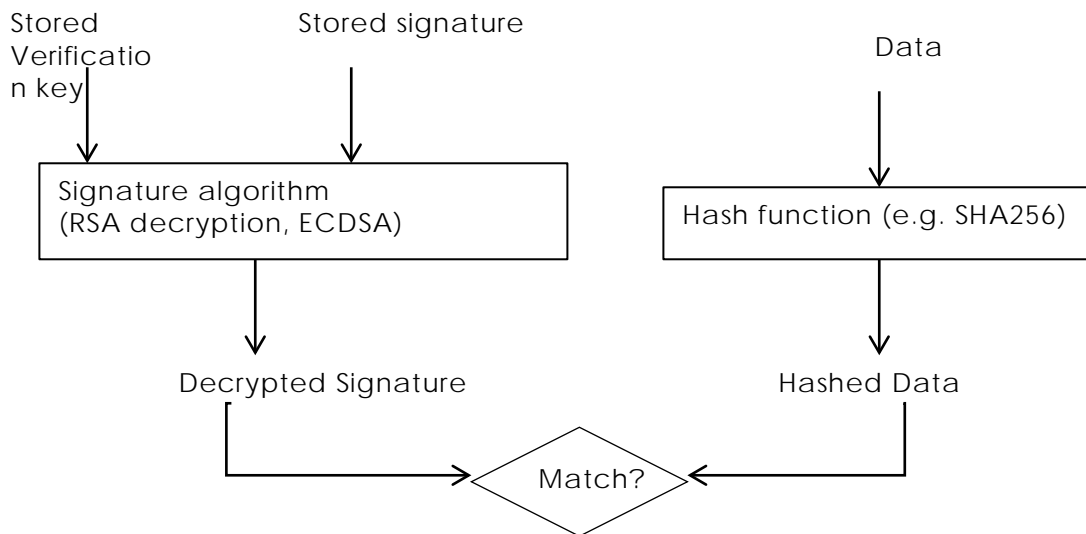 Stored
Verificatio
n key
Stored signature
Data
Signature algorithm
(RSA decryption, ECDSA)
Hash function (e.g. SHA256)
Decrypted Signature
Hashed Data
Match?